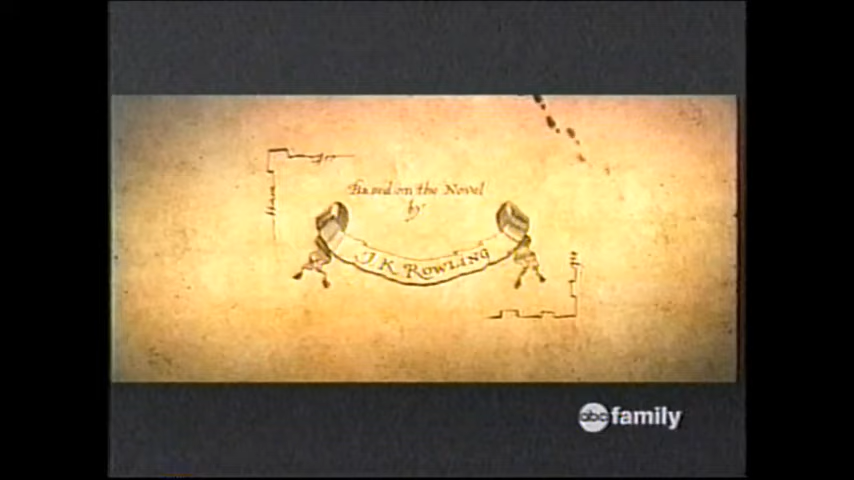 Based on the Novel
by
J.K. ROWLING
abc family